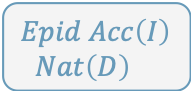 Epid Acc(I)
Nat(D)